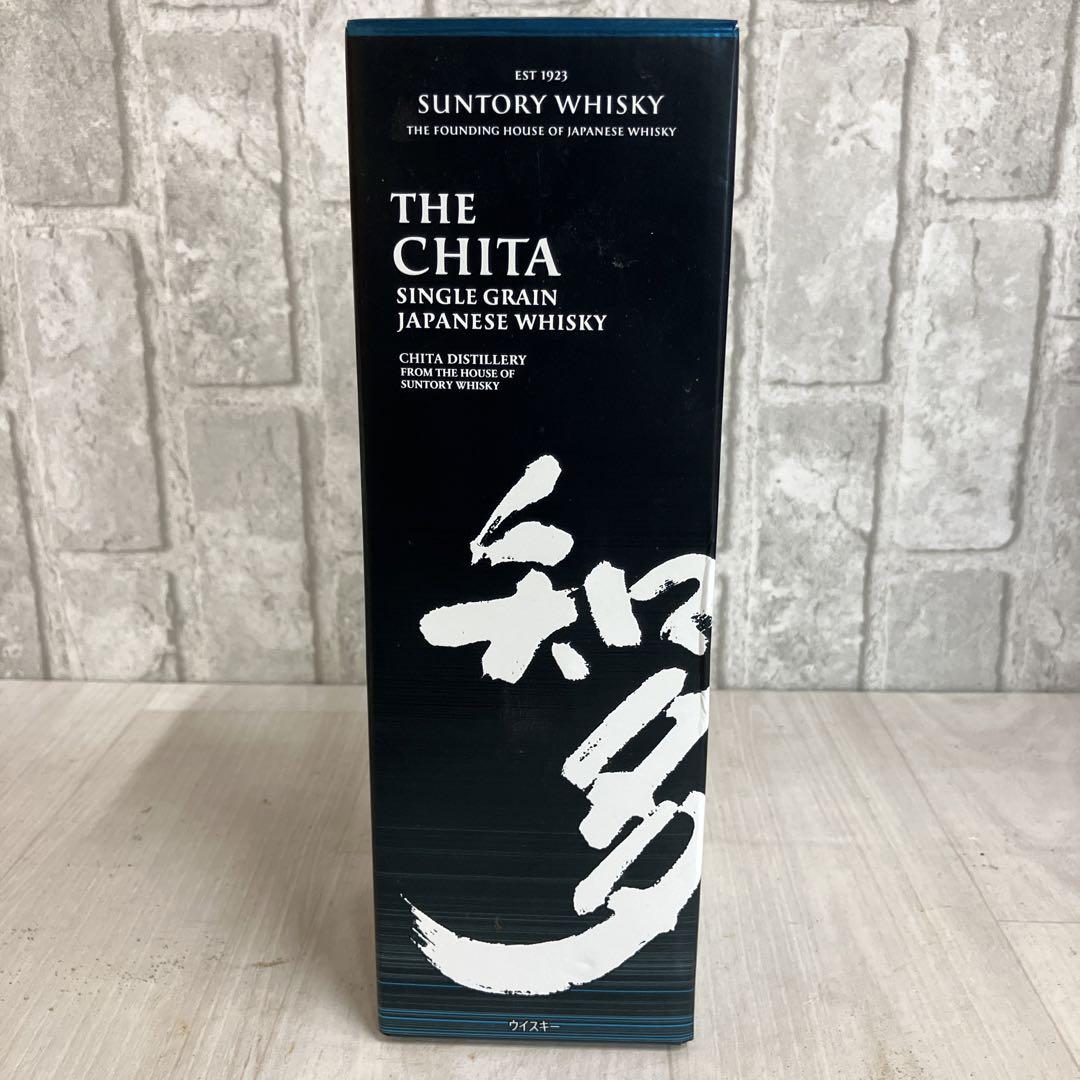 EST 1923
SUNTORY WHISKY
THE FOUNDING HOUSE OF JAPANESE WHISKY
THE
CHITA
SINGLE GRAIN
JAPANESE WHISKY
CHITA DISTILLERY
FROM THE HOUSE OF
SUNTORY WHISKY
知
多
ウイスキー